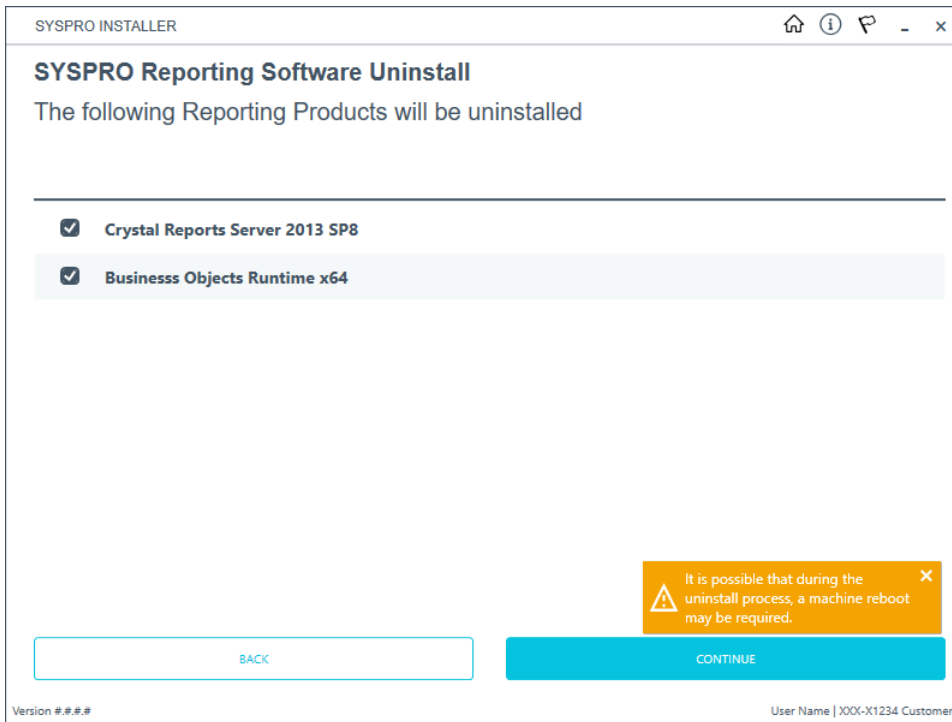 SYSPRO INSTALLER
SYSPRO Reporting Software Uninstall
The following Reporting Products will be uninstalled
Crystal Reports Server 2013 SP8
Businesss Objects Runtime x64
It is possible that during the
uninstall process, a machine reboot
may be required.
BACK
CONTINUE
Version #.#.#.#
User Name | XXX-X1234 Customer